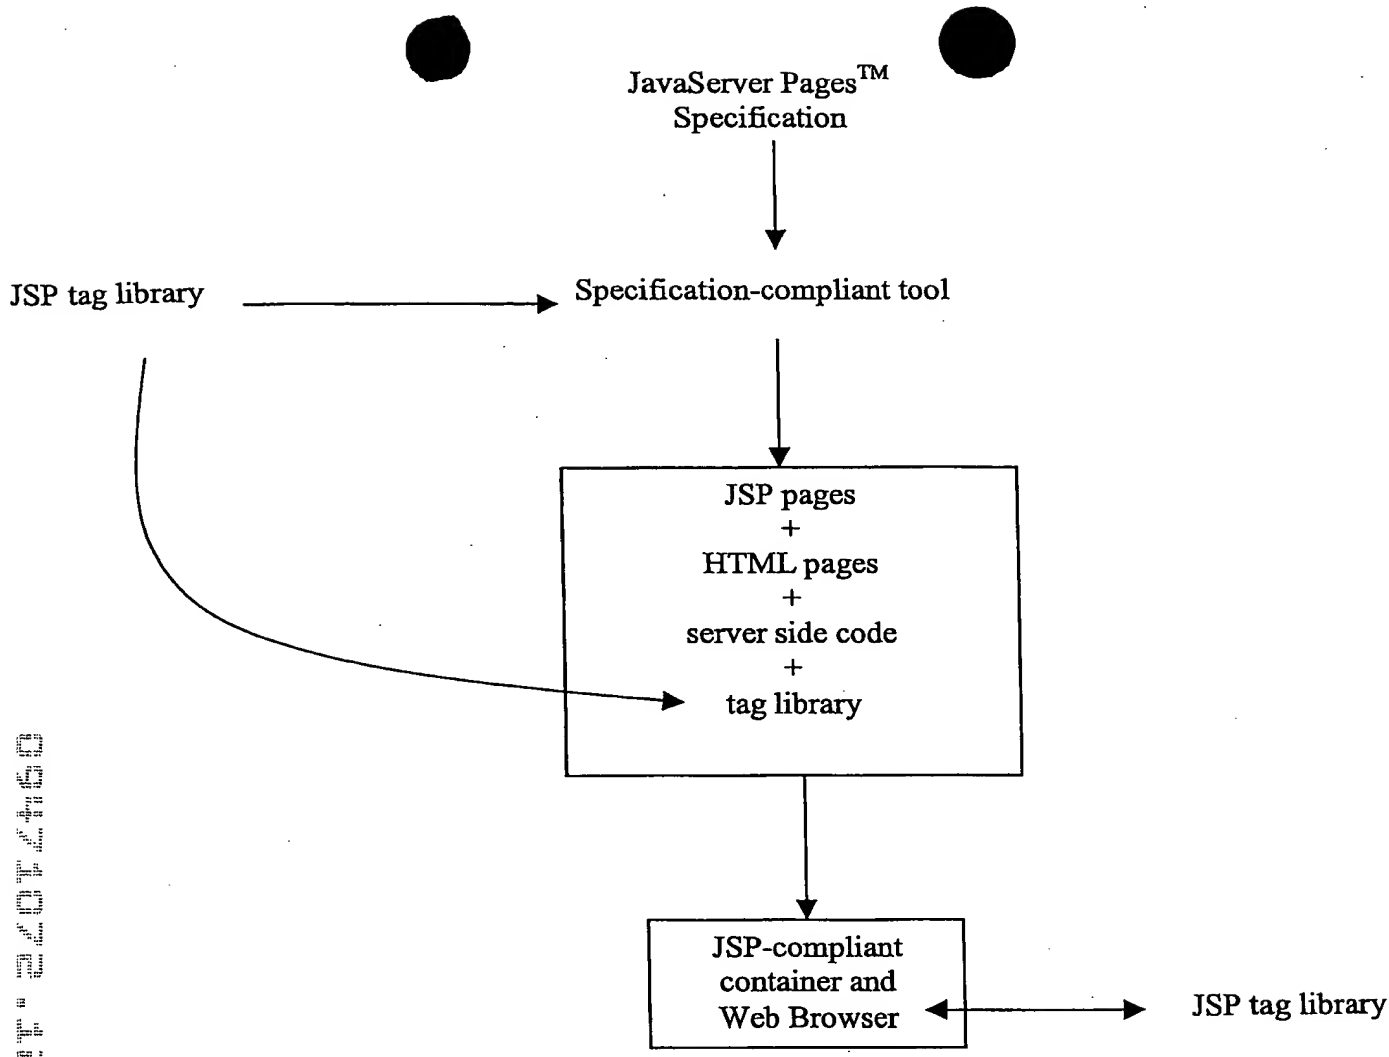 JavaServer Pages™
Specification
JSP tag library
Specification-compliant tool
JSP pages
+
HTML pages
+
server side code
+
tag library
JSP-compliant
container and
Web Browser
JSP tag library